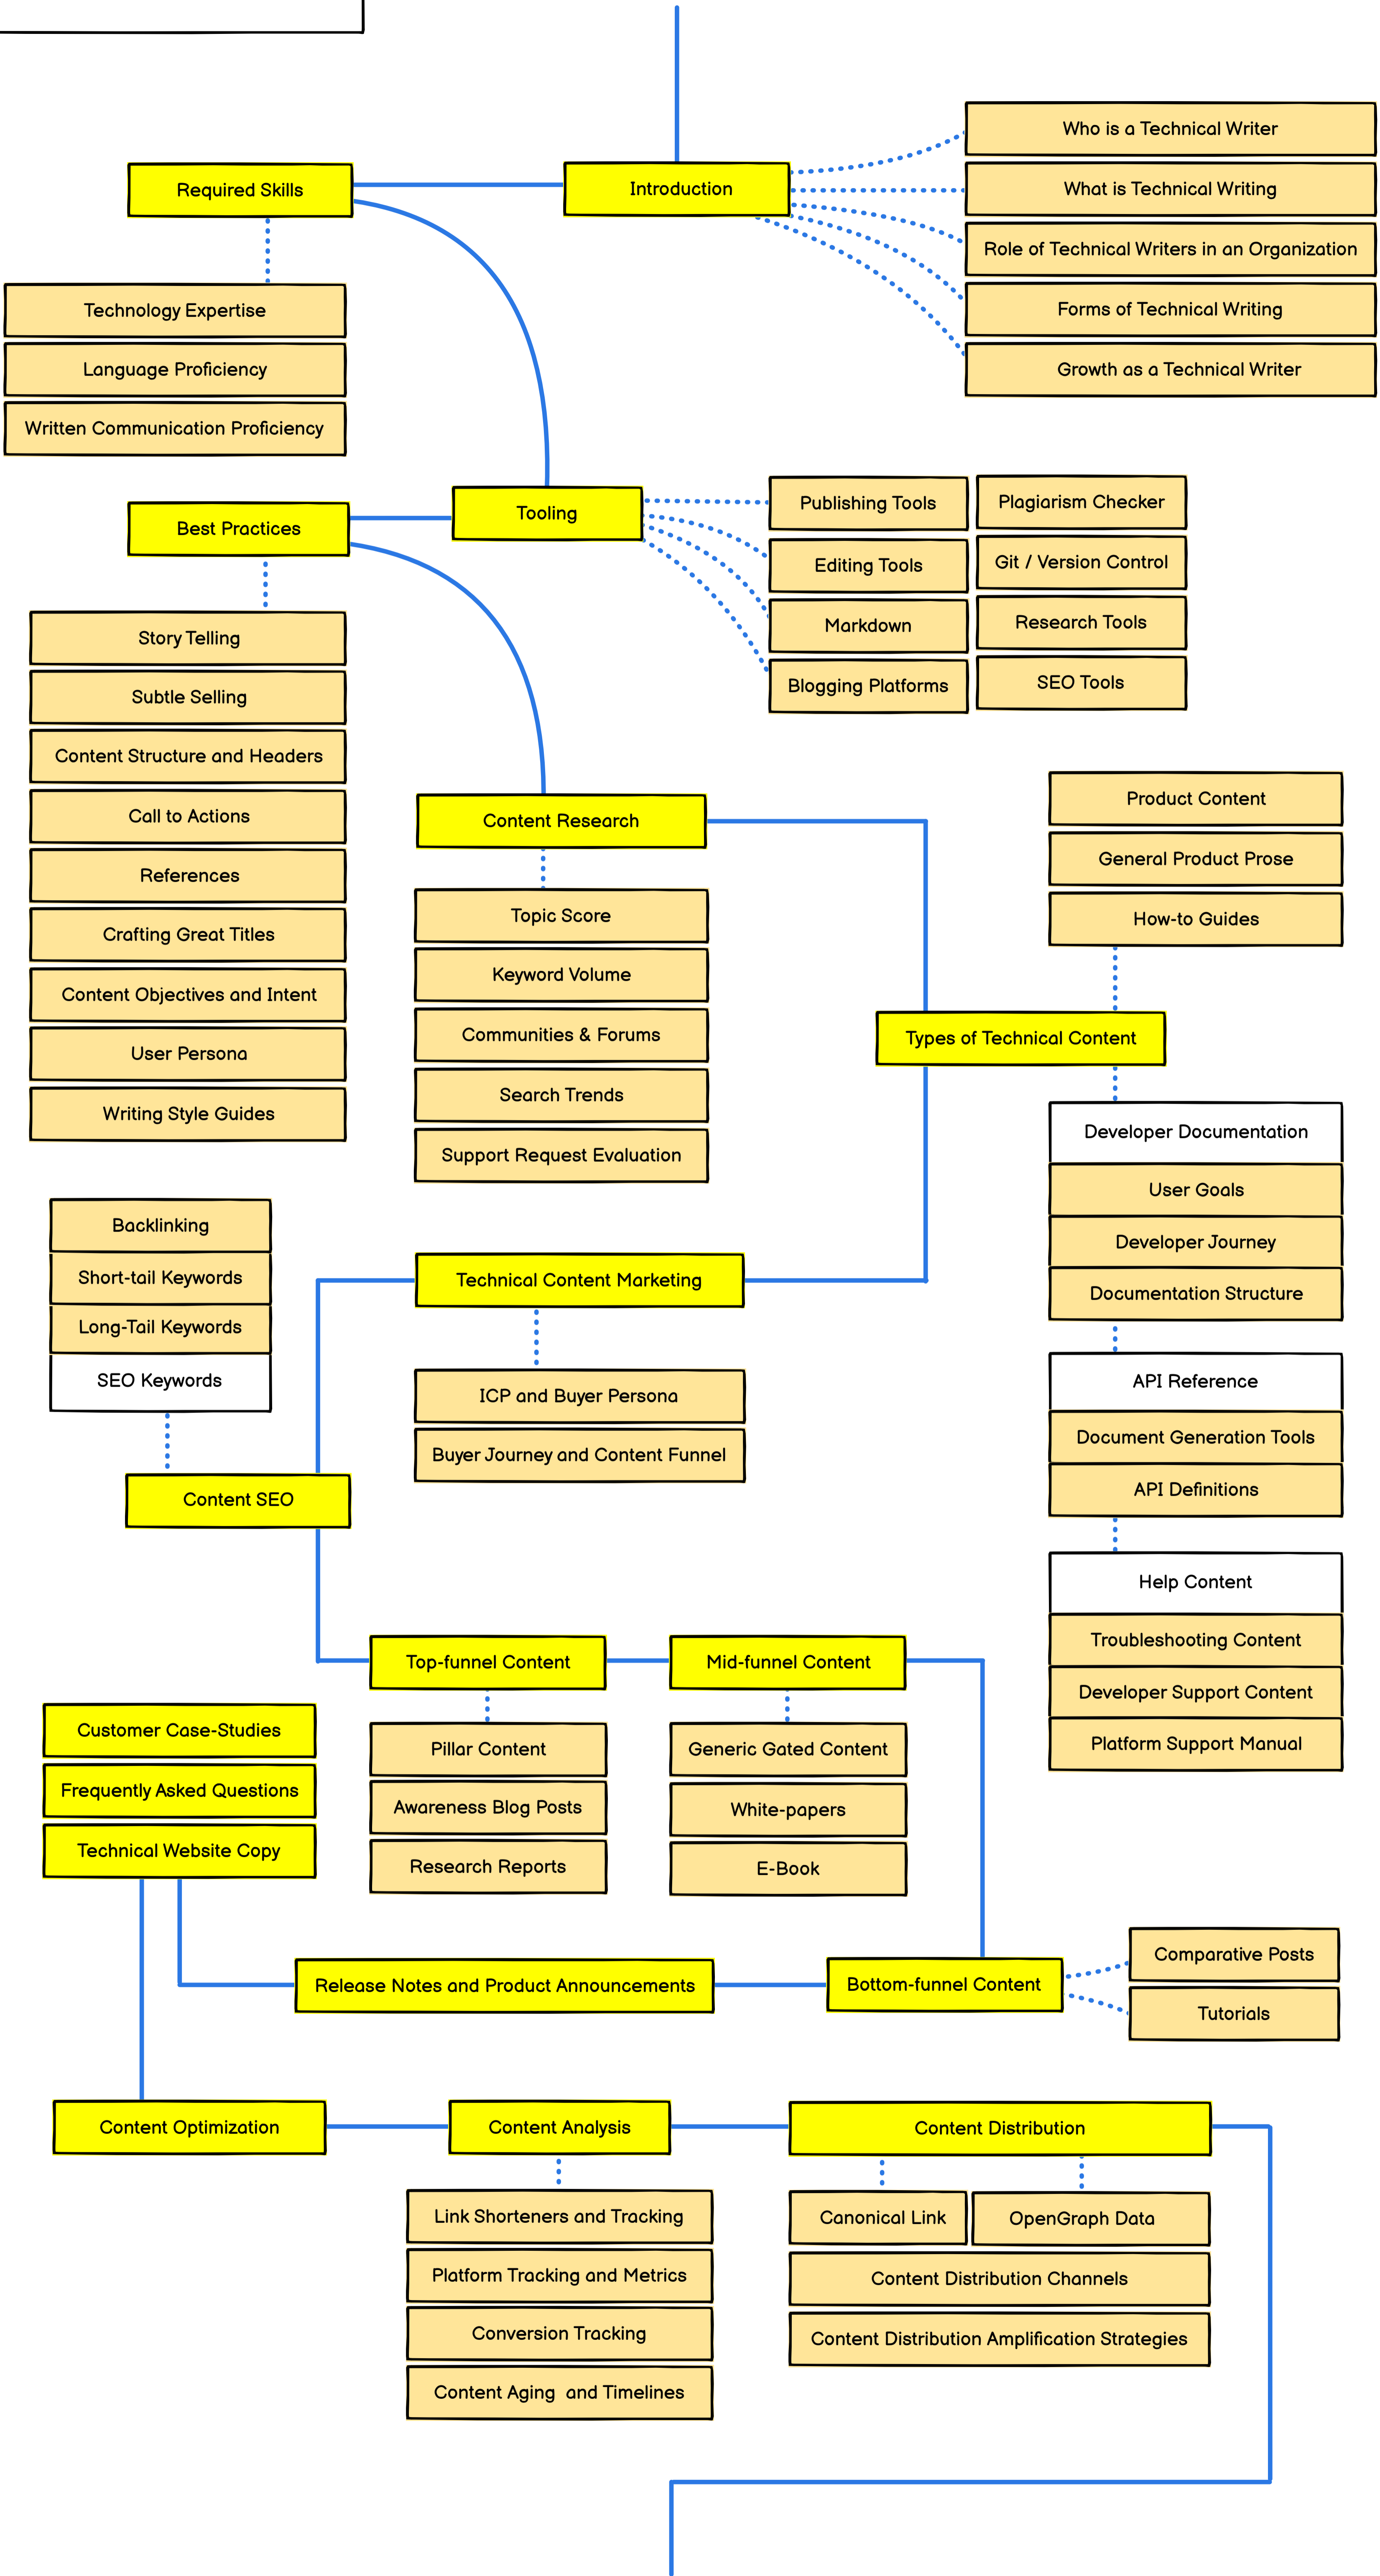 Introduction
Who is a Technical Writer
What is Technical Writing
Role of Technical Writers in an Organization
Forms of Technical Writing
Growth as a Technical Writer
Required Skills
Technology Expertise
Language Proficiency
Written Communication Proficiency
Tooling
Publishing Tools
Editing Tools
Markdown
Blogging Platforms
Plagiarism Checker
Git / Version Control
Research Tools
SEO Tools
Best Practices
Story Telling
Subtle Selling
Content Structure and Headers
Call to Actions
References
Crafting Great Titles
Content Objectives and Intent
User Persona
Writing Style Guides
Content Research
Topic Score
Keyword Volume
Communities & Forums
Search Trends
Support Request Evaluation
Product Content
General Product Prose
How-to Guides
Types of Technical Content
Developer Documentation
User Goals
Developer Journey
Documentation Structure
API Reference
Document Generation Tools
API Definitions
Help Content
Troubleshooting Content
Developer Support Content
Platform Support Manual
Technical Content Marketing
ICP and Buyer Persona
Buyer Journey and Content Funnel
Backlinking
Short-tail Keywords
Long-Tail Keywords
SEO Keywords
Content SEO
Top-funnel Content
Pillar Content
Awareness Blog Posts
Research Reports
Mid-funnel Content
Generic Gated Content
White-papers
E-Book
Bottom-funnel Content
Comparative Posts
Tutorials
Release Notes and Product Announcements
Customer Case-Studies
Frequently Asked Questions
Technical Website Copy
Content Optimization
Content Analysis
Link Shorteners and Tracking
Platform Tracking and Metrics
Conversion Tracking
Content Aging and Timelines
Content Distribution
Canonical Link
OpenGraph Data
Content Distribution Channels
Content Distribution Amplification Strategies